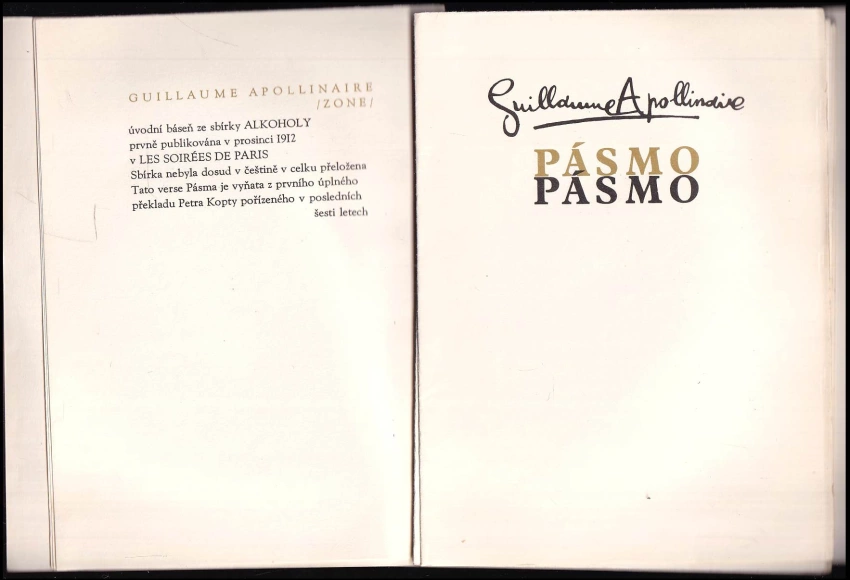 GUILLAUME APOLLINAIRE
/ZONE/
úvodní báseň ze sbírky ALKOHOLY
prvně publikována v prosinci 1912
v LES SOIRÉES DE PARIS
Sbírka nebyla dosud v češtině v celku přeložena
Tato verse Pásma je vyňata z prvního úplného
překladu Petra Kopty pořízeného v posledních
šesti letech
Guillaume Apollinaire
PÁSMO
PÁSMO